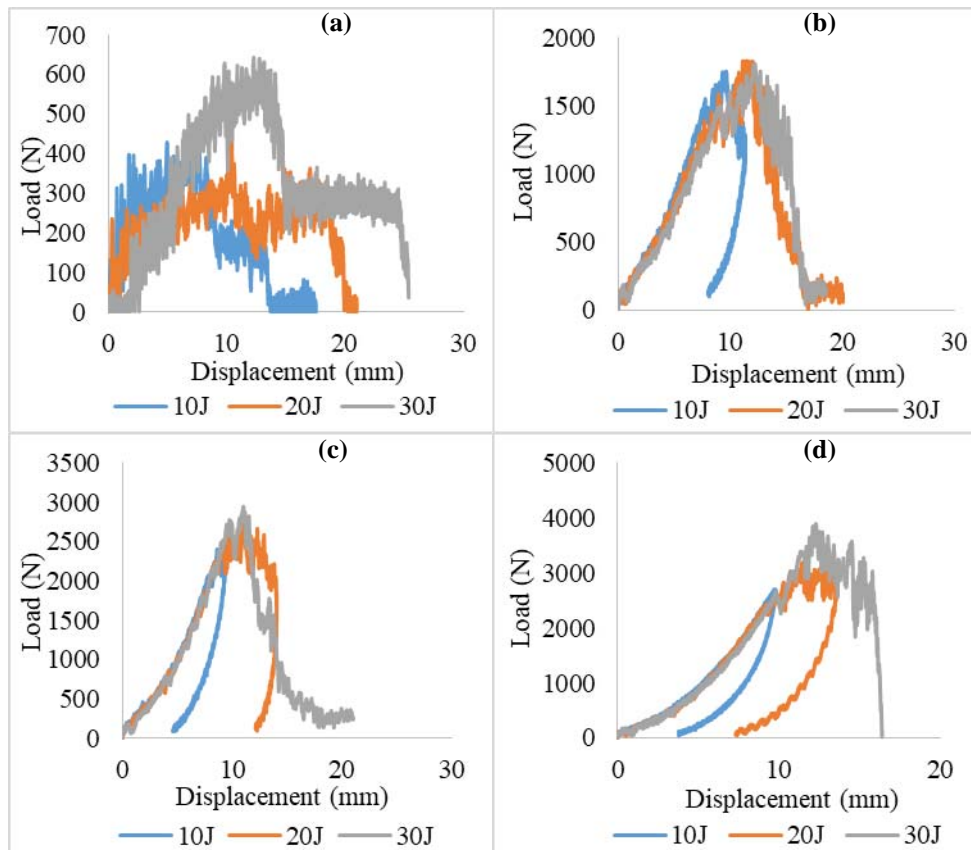 (a)
700
600
500
400
300
200
100
0
Load (N)
0 10 20 30
Displacement (mm)
10J 20J 30J
(b)
2000
1500
1000
500
0
Load (N)
0 10 20 30
Displacement (mm)
10J 20J 30J
(c)
3500
3000
2500
2000
1500
1000
500
0
Load (N)
0 10 20 30
Displacement (mm)
10J 20J 30J
(d)
5000
4000
3000
2000
1000
0
Load (N)
0 10 20
Displacement (mm)
10J 20J 30J